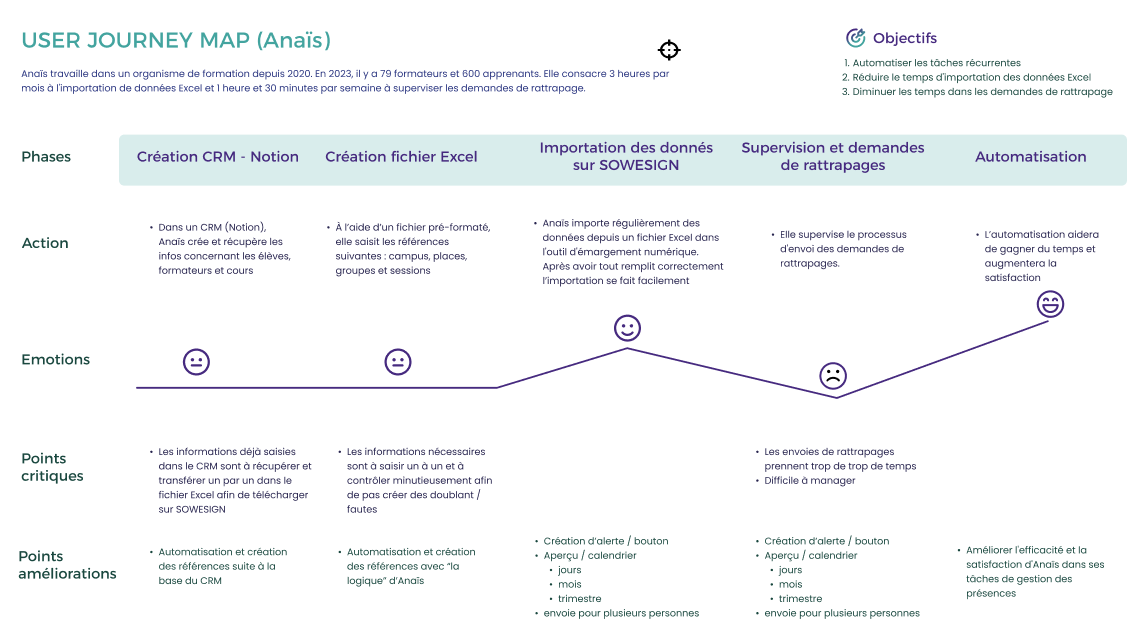 USER JOURNEY MAP (Anaïs)
Anaïs travaille dans un organisme de formation depuis 2020. En 2023, il y a 79 formateurs et 600 apprenants. Elle consacre 3 heures par
mois à l'importation de données Excel et 1 heure et 30 minutes par semaine à superviser les demandes de rattrapage.
Objectifs
1. Automatiser les tâches récurrentes
2. Réduire le temps d'importation des données Excel
3. Diminuer les temps dans les demandes de rattrapage
Phases
Création CRM - Notion
Création fichier Excel
Importation des donnés
sur SOWESIGN
Supervision et demandes
de rattrapages
Automatisation
Action
• Dans un CRM (Notion),
Anaïs crée et récupère les
infos concernant les élèves,
formateurs et cours
• À l'aide d'un fichier pré-formaté,
elle saisit les références
suivantes : campus, places,
groupes et sessions
• Anaïs importe régulièrement des
données depuis un fichier Excel dans
l'outil d'émargement numérique.
Après avoir tout remplit correctement
l'importation se fait facilement
• Elle supervise le processus
d'envoi des demandes de
rattrapages.
• L'automatisation aidera
de gagner du temps et
augmentera la
satisfaction
Emotions
Points
critiques
• Les informations déjà saisies
dans le CRM sont à récupérer et
transférer un par un dans le
fichier Excel afin de télécharger
sur SOWESIGN
• Les informations nécessaires
sont à saisir un à un et à
contrôler minutieusement afin
de pas créer des doublant /
fautes
• Les envoies de rattrapages
prennent trop de trop de temps
• Difficile à manager
Points
améliorations
• Automatisation et création
des références suite à la
base du CRM
• Automatisation et création
des références avec “la
logique” d'Anaïs
• Création d'alerte / bouton
• Aperçu / calendrier
• jours
• mois
• trimestre
• envoie pour plusieurs personnes
• Création d'alerte / bouton
• Aperçu / calendrier
• jours
• mois
• trimestre
• envoie pour plusieurs personnes
• Améliorer l'efficacité et la
satisfaction d'Anaïs dans ses
tâches de gestion des
présences